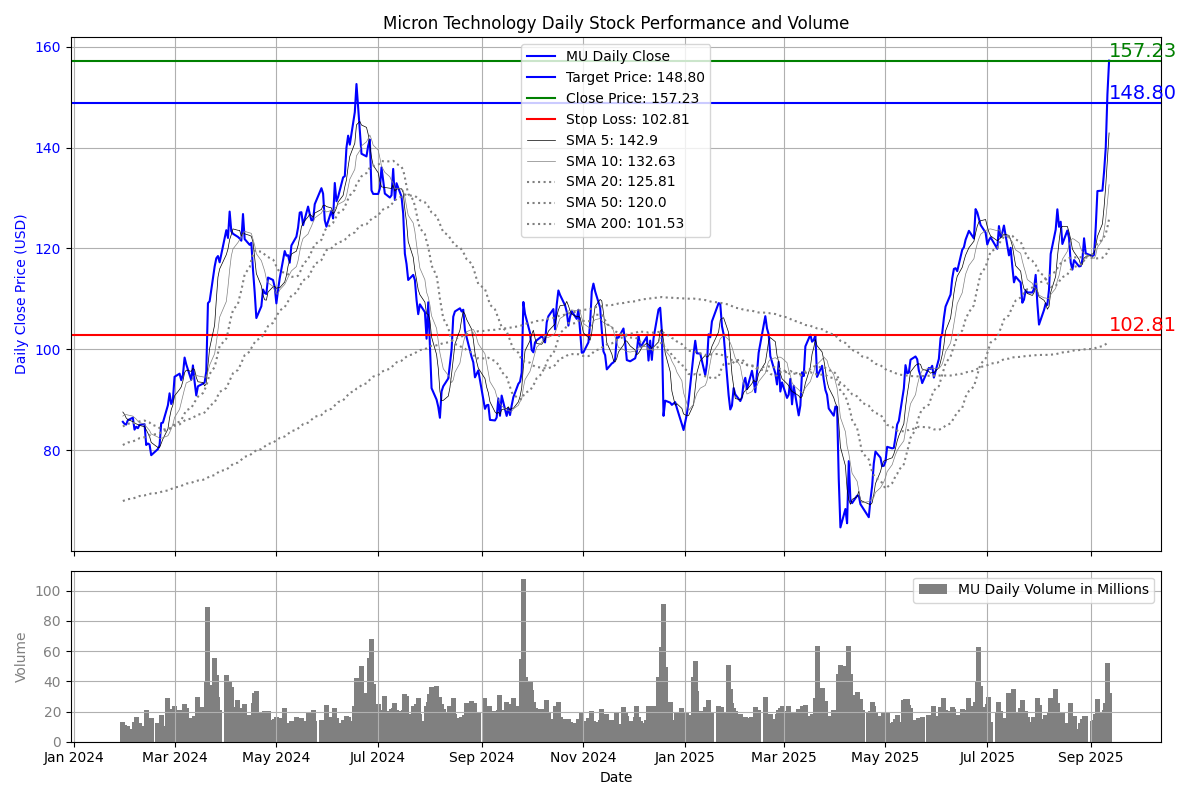 Micron Technology Daily Stock Performance and Volume
160
140
120
100
80
Daily Close Price (USD)
MU Daily Close
Target Price: 148.80
Close Price: 157.23
Stop Loss: 102.81
SMA 5: 142.9
SMA 10: 132.63
SMA 20: 125.81
SMA 50: 120.0
SMA 200: 101.53
157.23
148.80
102.81
100
80
60
40
20
0
Volume
MU Daily Volume in Millions
Jan 2024 Mar 2024 May 2024 Jul 2024 Sep 2024 Nov 2024 Jan 2025 Mar 2025 May 2025 Jul 2025 Sep 2025
Date